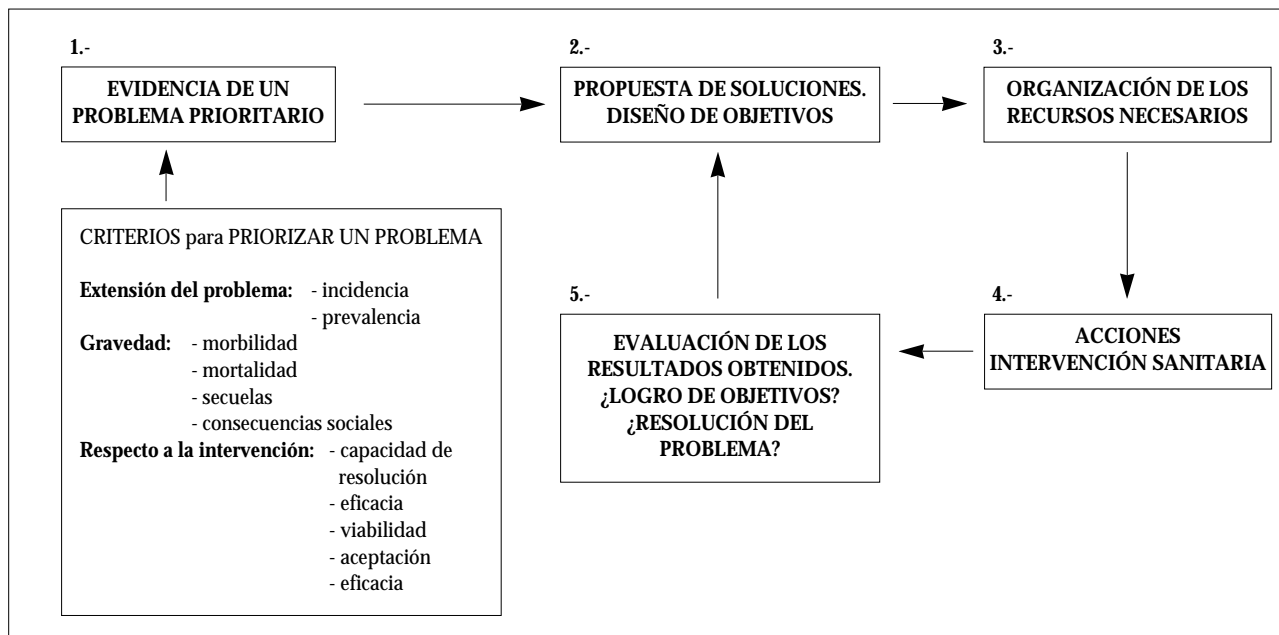 1.-
EVIDENCIA DE UN
PROBLEMA PRIORITARIO
2.-
PROPUESTA DE SOLUCIONES.
DISEÑO DE OBJETIVOS
3.-
ORGANIZACIÓN DE LOS
RECURSOS NECESARIOS
CRITERIOS para PRIORIZAR UN PROBLEMA
Extensión del problema: - incidencia
- prevalencia
Gravedad: - morbilidad
- mortalidad
- secuelas
- consecuencias sociales
Respecto a la intervención: - capacidad de
resolución
- eficacia
- viabilidad
- aceptación
- eficacia
5.-
EVALUACIÓN DE LOS
RESULTADOS OBTENIDOS.
¿LOGRO DE OBJETIVOS?
¿RESOLUCIÓN DEL
PROBLEMA?
4.-
ACCIONES
INTERVENCIÓN SANITARIA